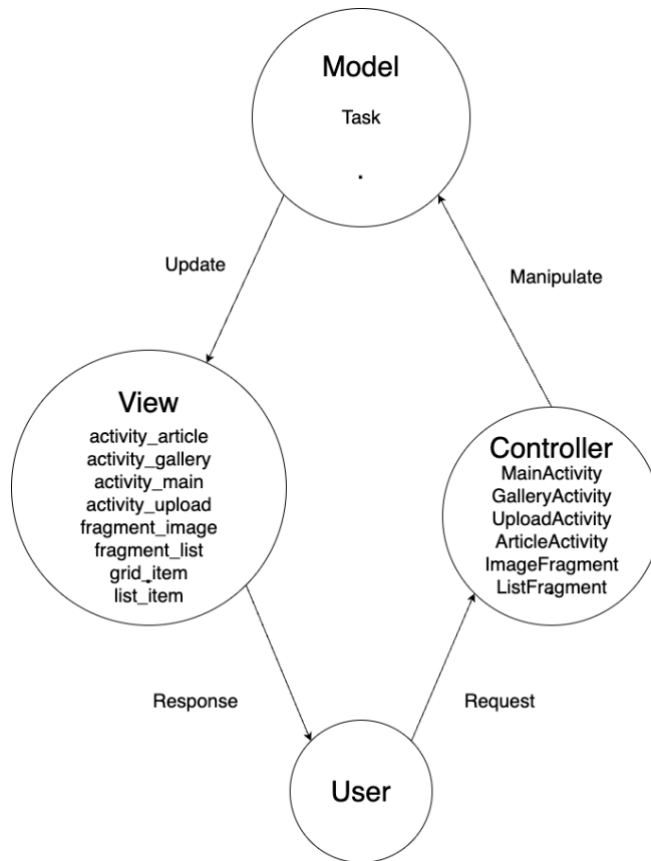 Model
Task
.
Update
Manipulate
View
activity_article
activity_gallery
activity_main
activity_upload
fragment_image
fragment_list
grid_item
list_item
Controller
MainActivity
GalleryActivity
UploadActivity
ArticleActivity
ImageFragment
ListFragment
Response
Request
User